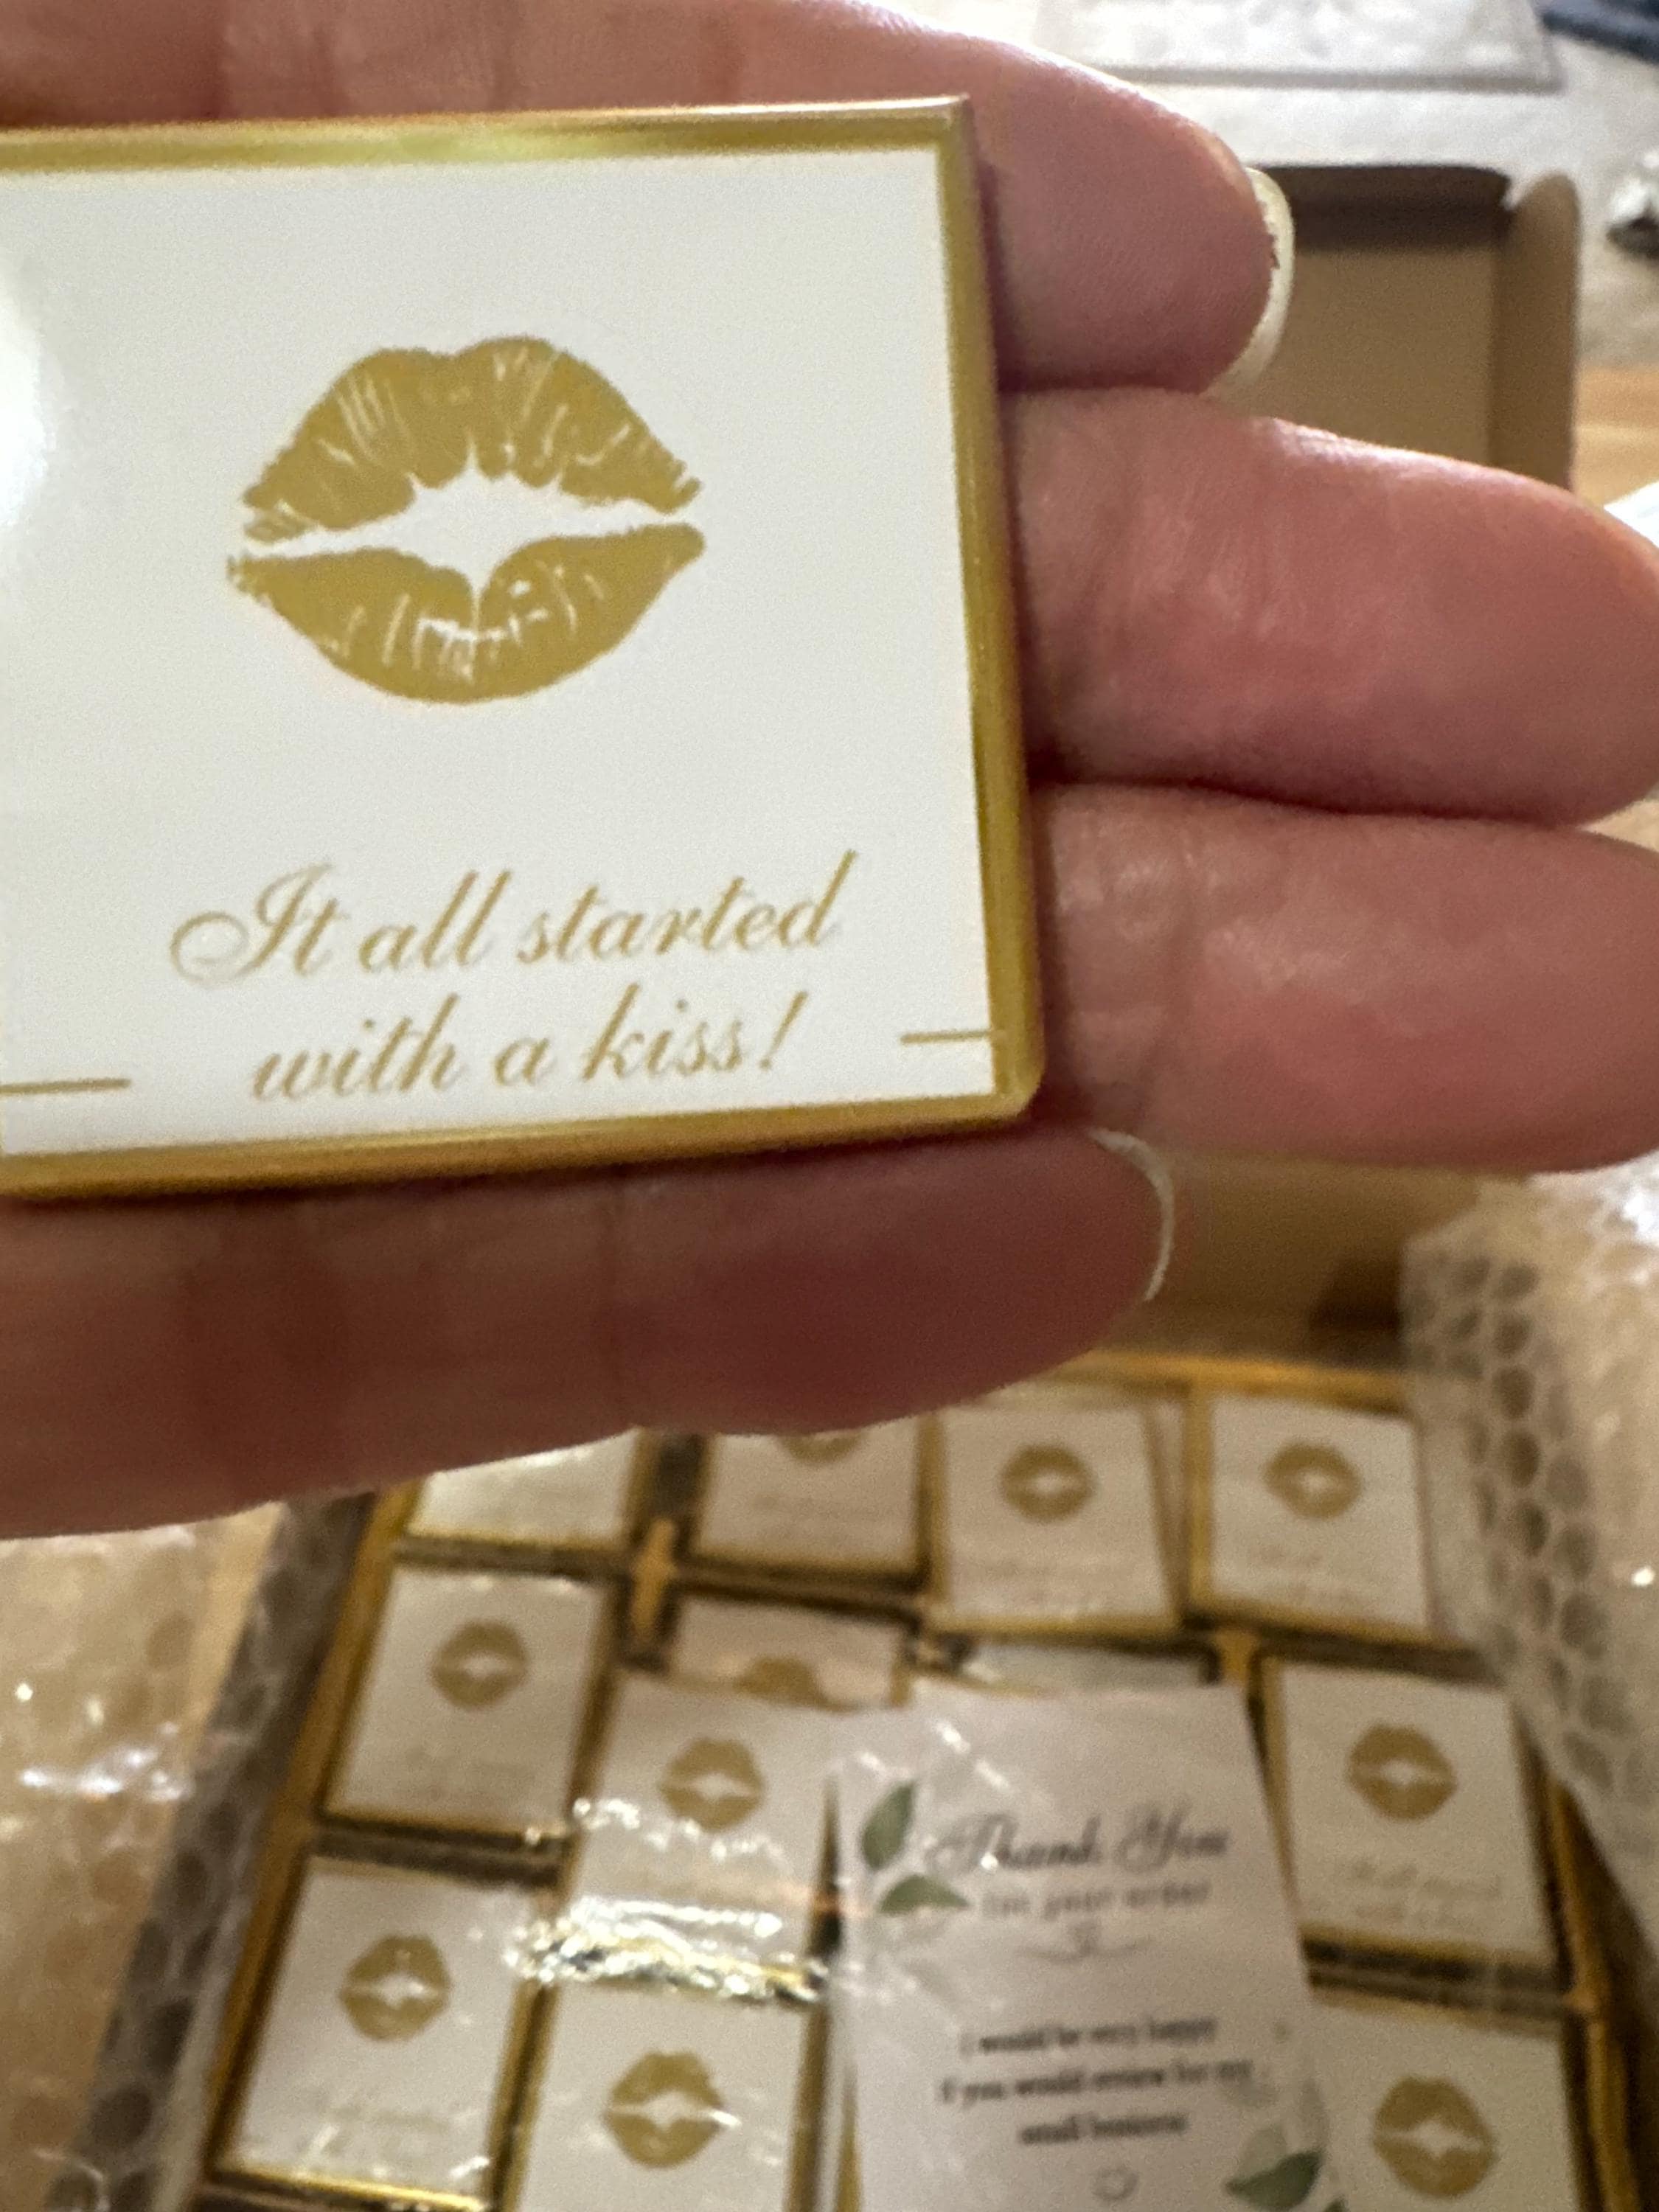 It all started
with a kiss!
Thank You
for your order
I would be very happy
if you would review for my
small business